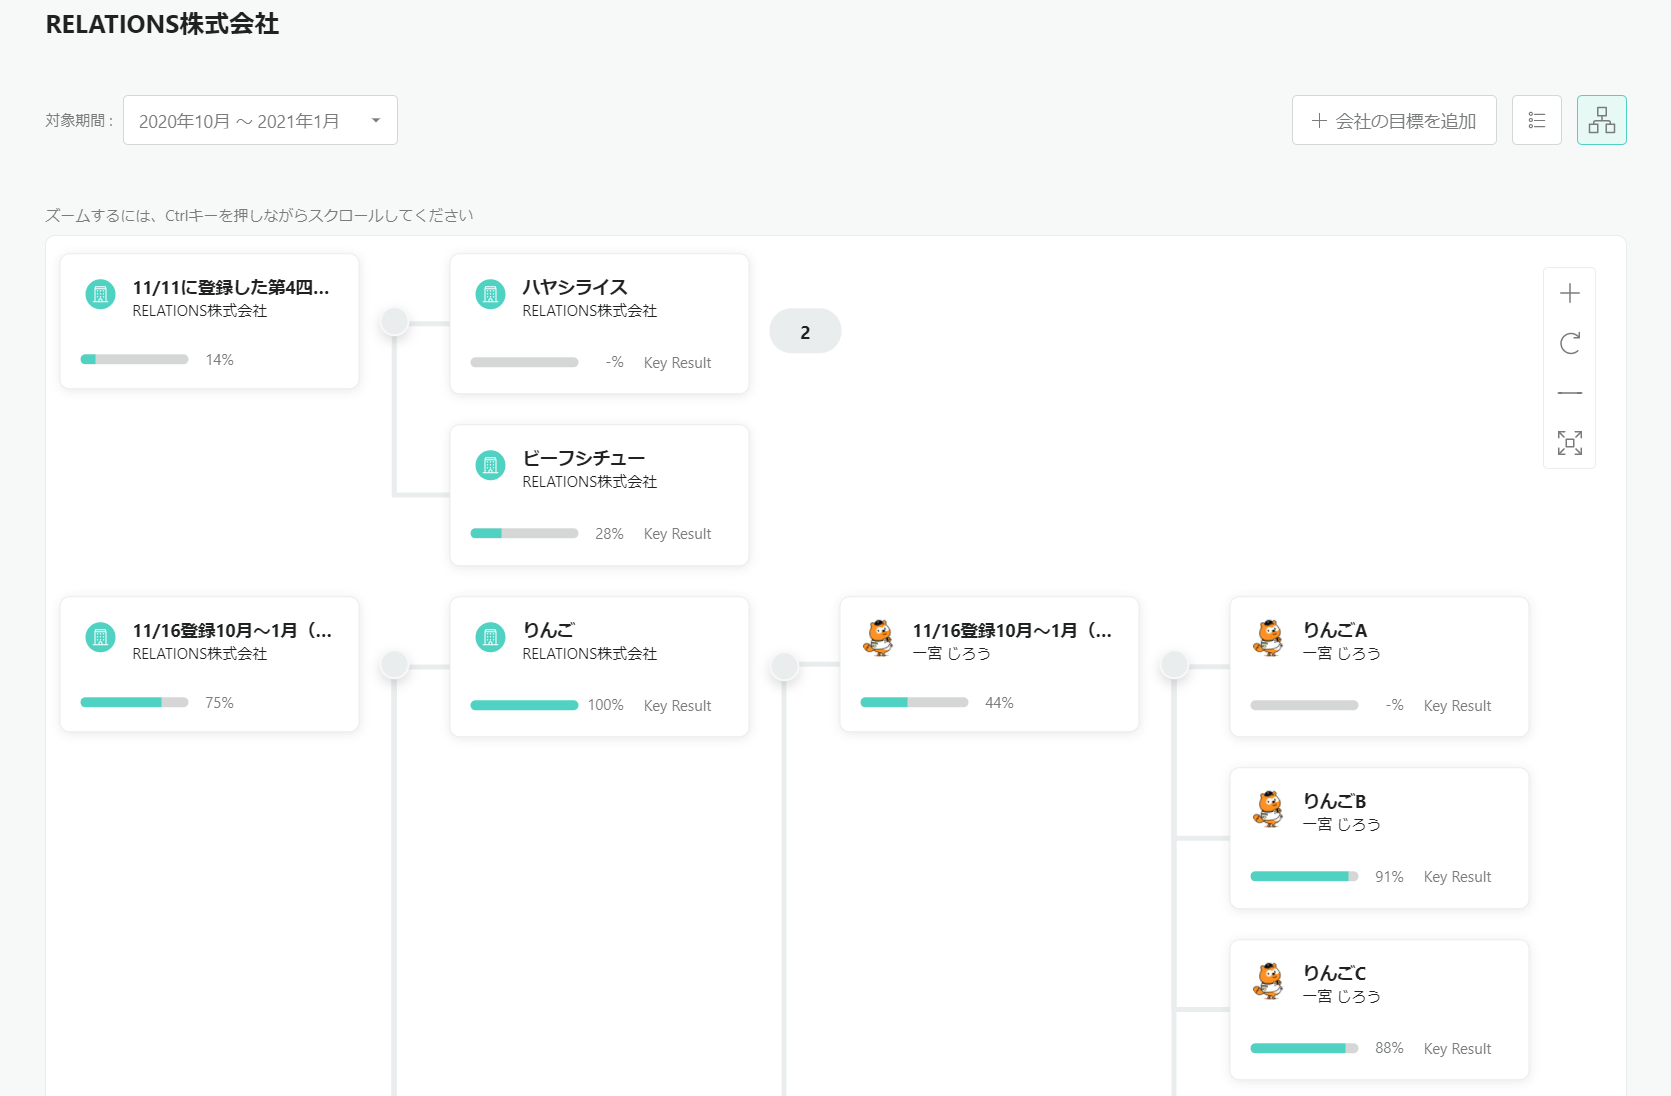 RELATIONS株式会社
対象期間 :
2020年10月 ～ 2021年1月
会社の目標を追加
ズームするには、Ctrlキーを押しながらスクロールしてください
11/11に登録した第4四...
RELATIONS株式会社
14%
ハヤシライス
RELATIONS株式会社
-% Key Result
2
ビーフシチュー
RELATIONS株式会社
28% Key Result
11/16登録10月～1月（...
RELATIONS株式会社
75%
りんご
RELATIONS株式会社
100% Key Result
11/16登録10月～1月（...
一宮 じろう
44%
りんごA
一宮 じろう
-% Key Result
りんごB
一宮 じろう
91% Key Result
りんごC
一宮 じろう
88% Key Result